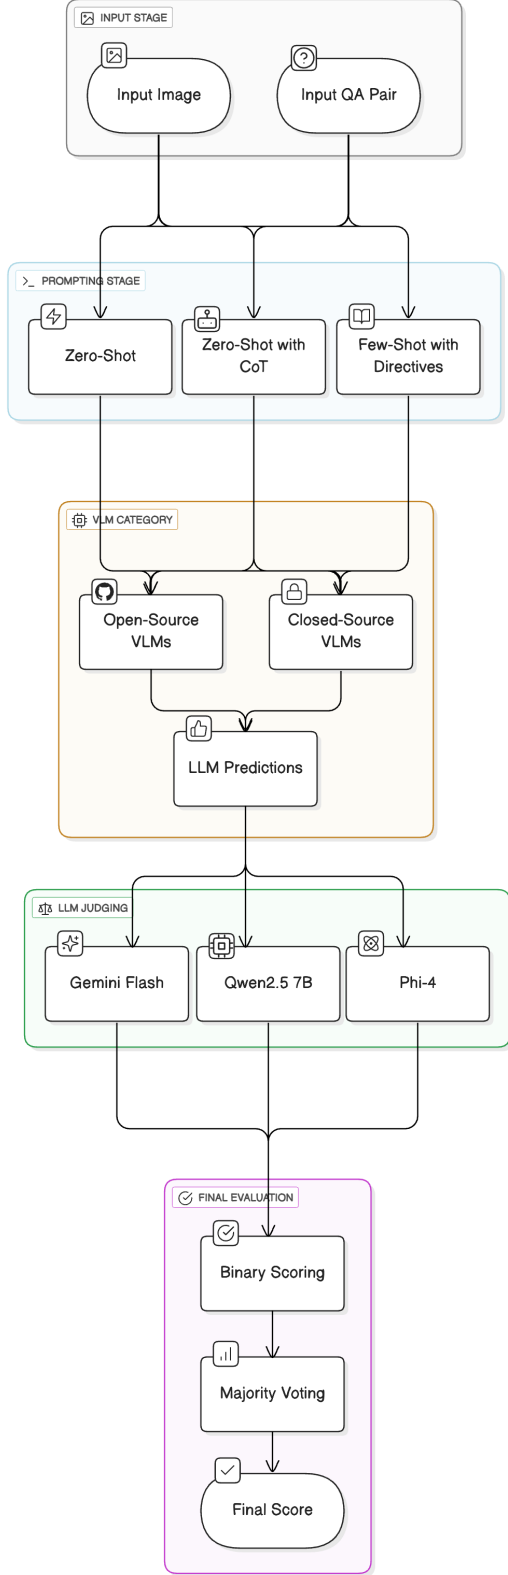 INPUT STAGE
Input Image
Input QA Pair
PROMPTING STAGE
Zero-Shot
Zero-Shot with
CoT
Few-Shot with
Directives
VLM CATEGORY
Open-Source
VLMs
Closed-Source
VLMs
LLM Predictions
LLM JUDGING
Gemini Flash
Qwen2.5 7B
Phi-4
FINAL EVALUATION
Binary Scoring
Majority Voting
Final Score